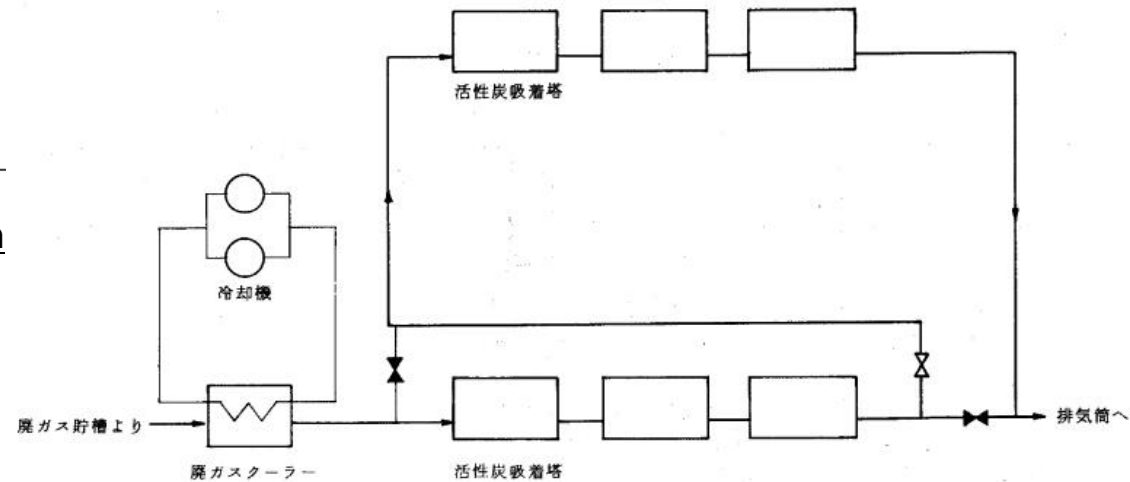 活性炭吸着塔
冷却機
廃ガス貯槽より
排気筒へ
廃ガスクーラー
活性炭吸着塔